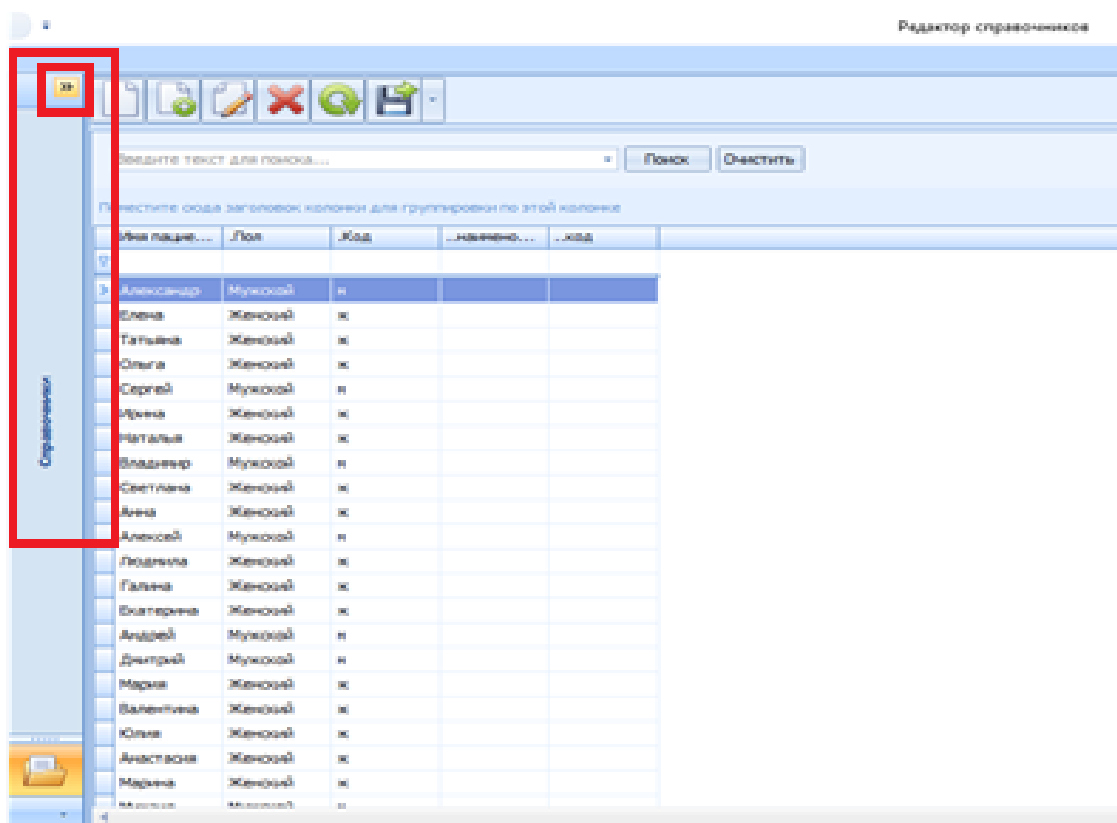 Редактор справочников
Введите текст для поиска...
Поиск
Очистить
Поместите сюда заголовок колонки для группировки по этой колонке
Имя пацие... .Пол .Код ...наимено... ...код
Александр Мужской м
Елена Женский ж
Татьяна Женский ж
Ольга Женский ж
Сергей Мужской м
Ирина Женский ж
Наталья Женский ж
Владимир Мужской м
Светлана Женский ж
Анна Женский ж
Алексей Мужской м
Людмила Женский ж
Галина Женский ж
Екатерина Женский ж
Андрей Мужской м
Дмитрий Мужской м
Мария Женский ж
Валентина Женский ж
Юлия Женский ж
Анастасия Женский ж
Марина Женский ж
Михаил Мужской м
Справочники